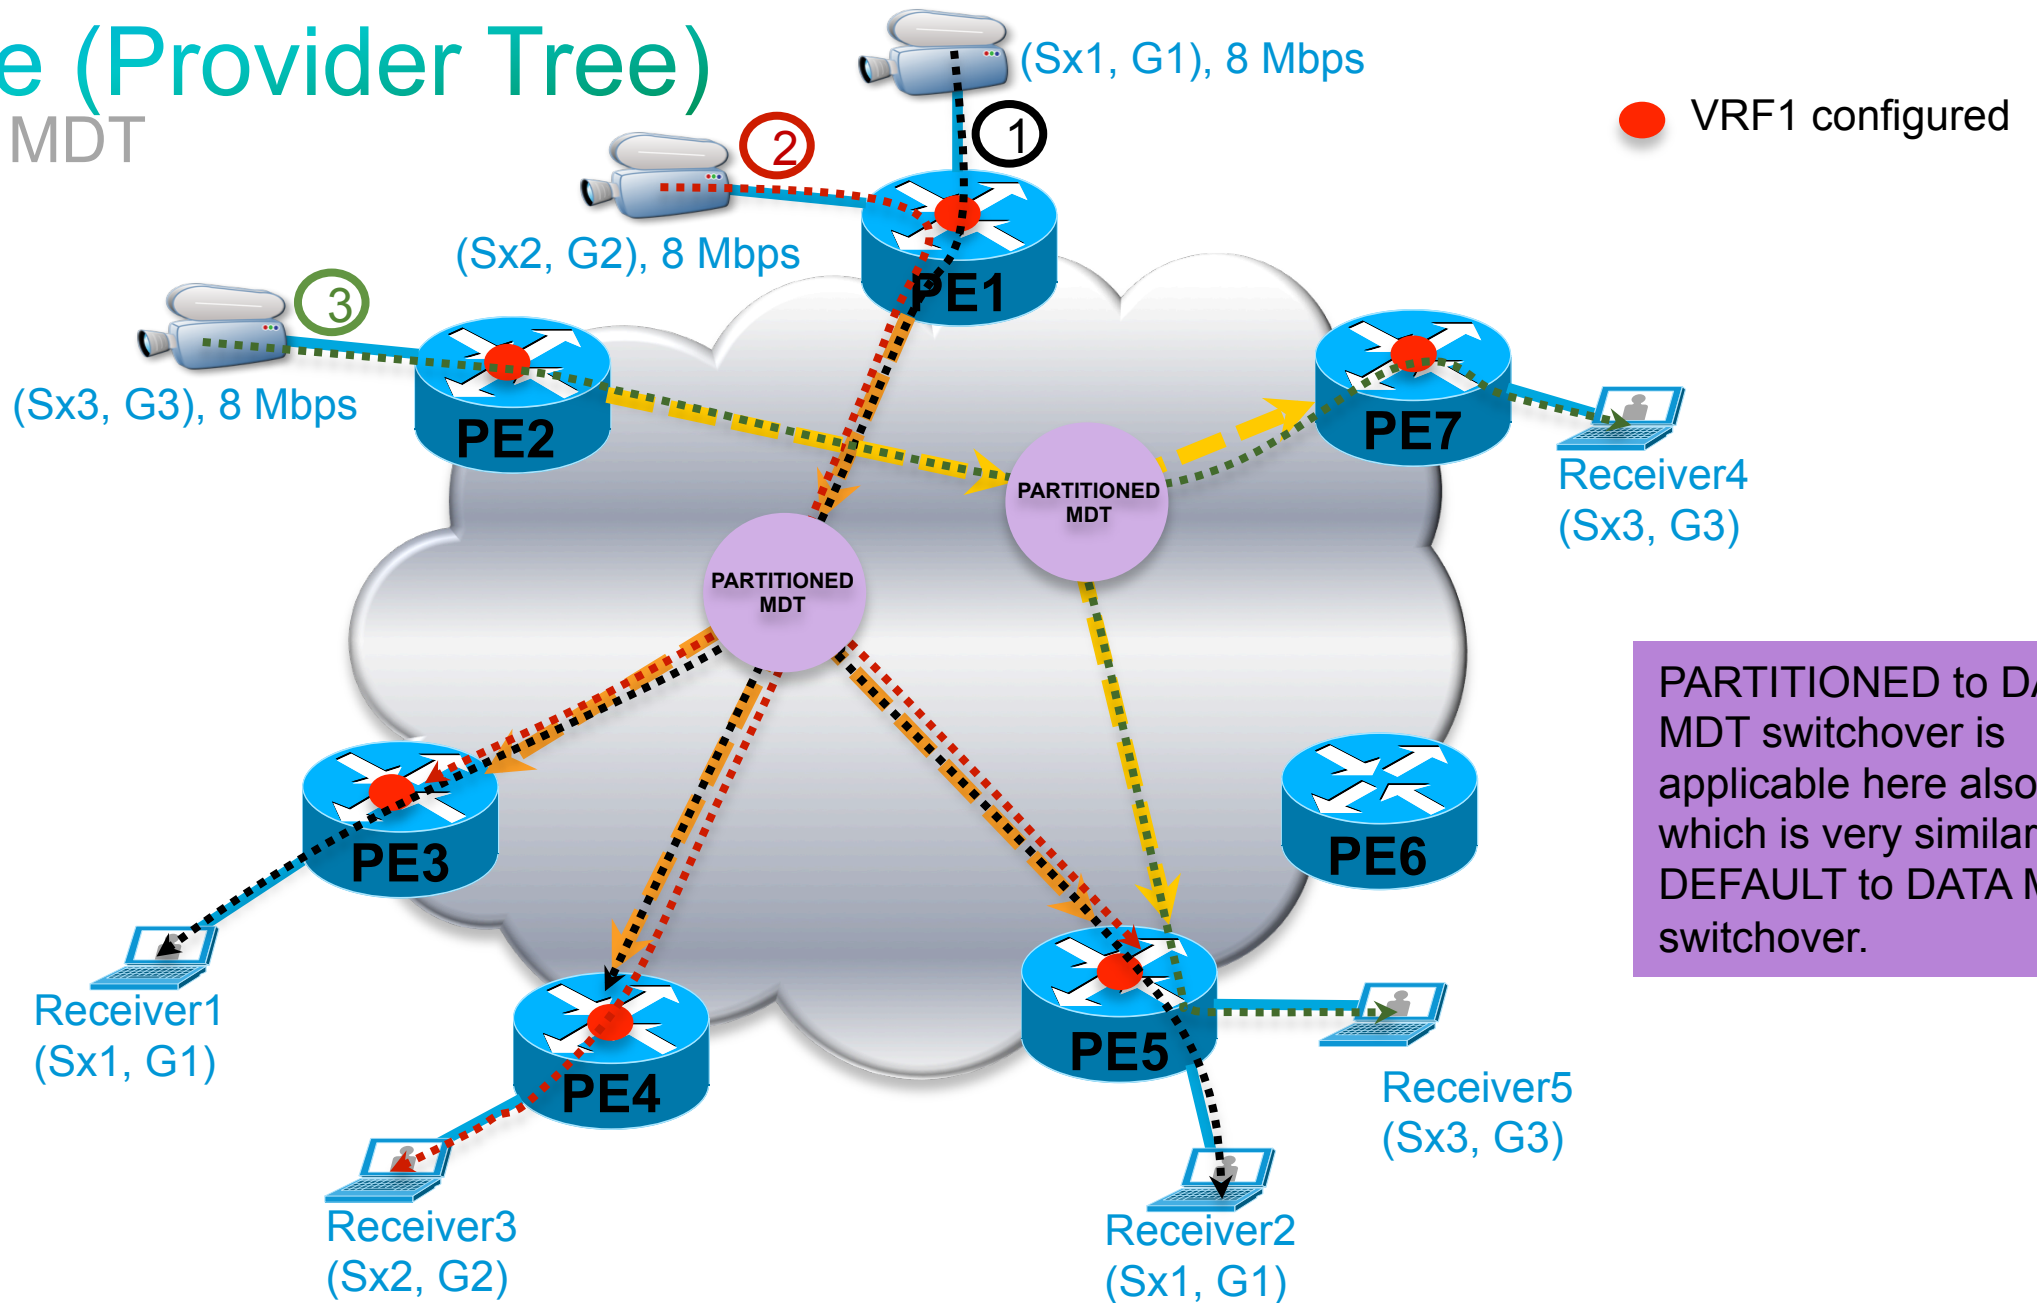 (Provider Tree)
MDT
(Sx1, G1), 8 Mbps
1
VRF1 configured
2
(Sx2, G2), 8 Mbps
PE1
3
(Sx3, G3), 8 Mbps
PE2
PE7
PARTITIONED
MDT
Receiver4
(Sx3, G3)
PARTITIONED
MDT
PARTITIONED to
MDT switchover is
applicable here also
which is very similar
DEFAULT to DATA
switchover.
PE3
PE6
Receiver1
(Sx1, G1)
PE4
PE5
Receiver5
(Sx3, G3)
Receiver3
(Sx2, G2)
Receiver2
(Sx1, G1)